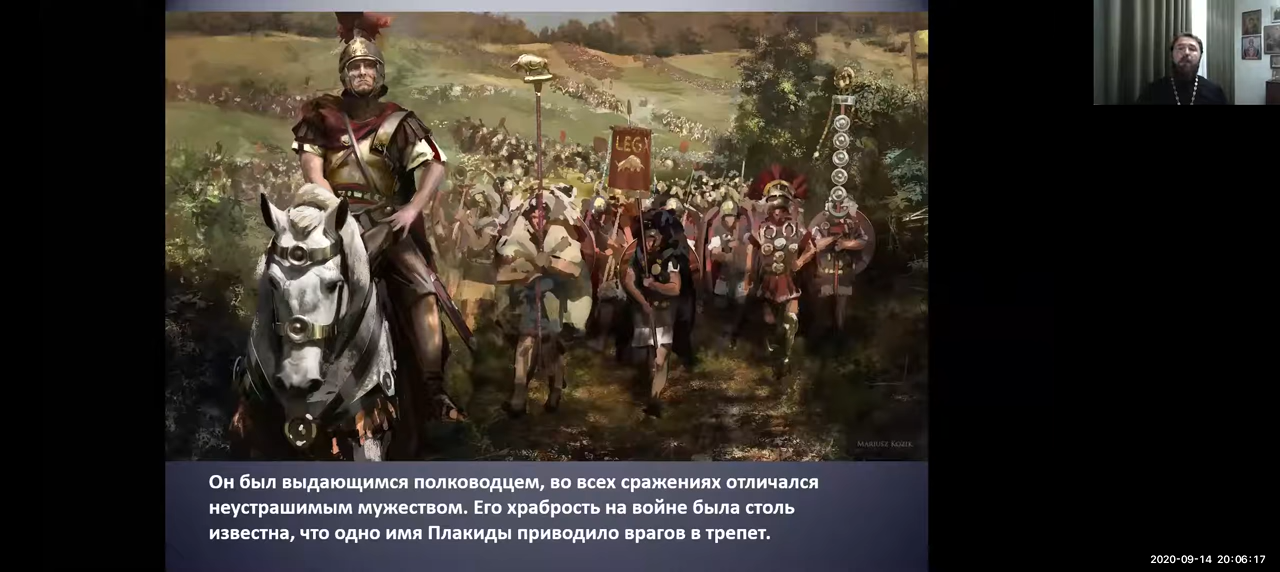 LEG X
MARIUSZ KOZIK
Он был выдающимся полководцем, во всех сражениях отличался
неустрашимым мужеством. Его храбрость на войне была столь
известна, что одно имя Плакиды приводило врагов в трепет.
2020-09-14 20:06:17